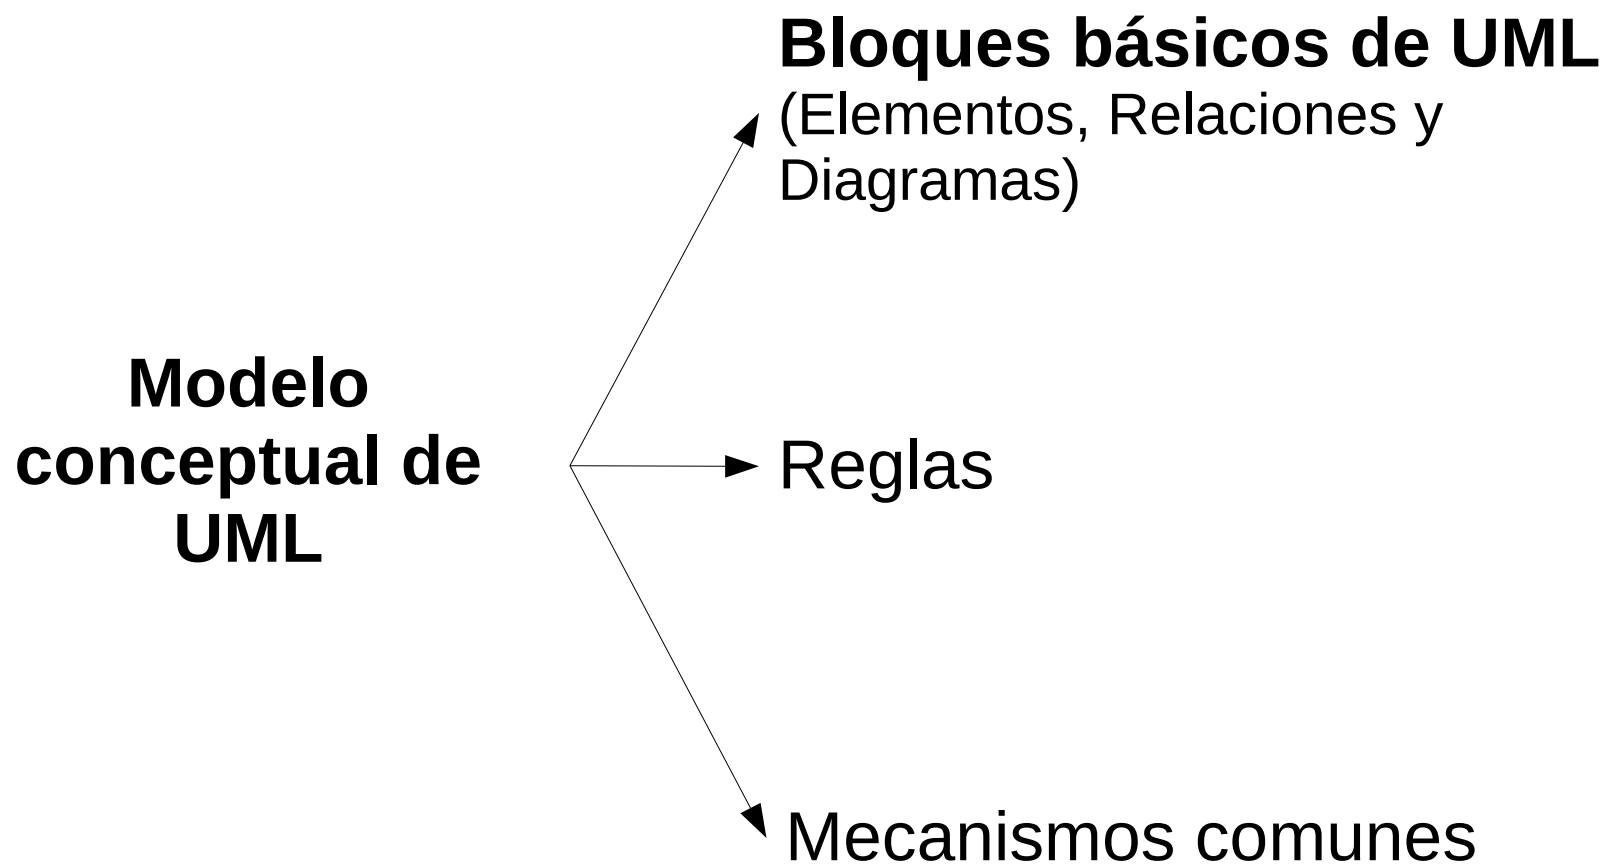 Bloques básicos de UML
(Elementos, Relaciones y
Diagramas)
Modelo
conceptual de
UML
Reglas
Mecanismos comunes